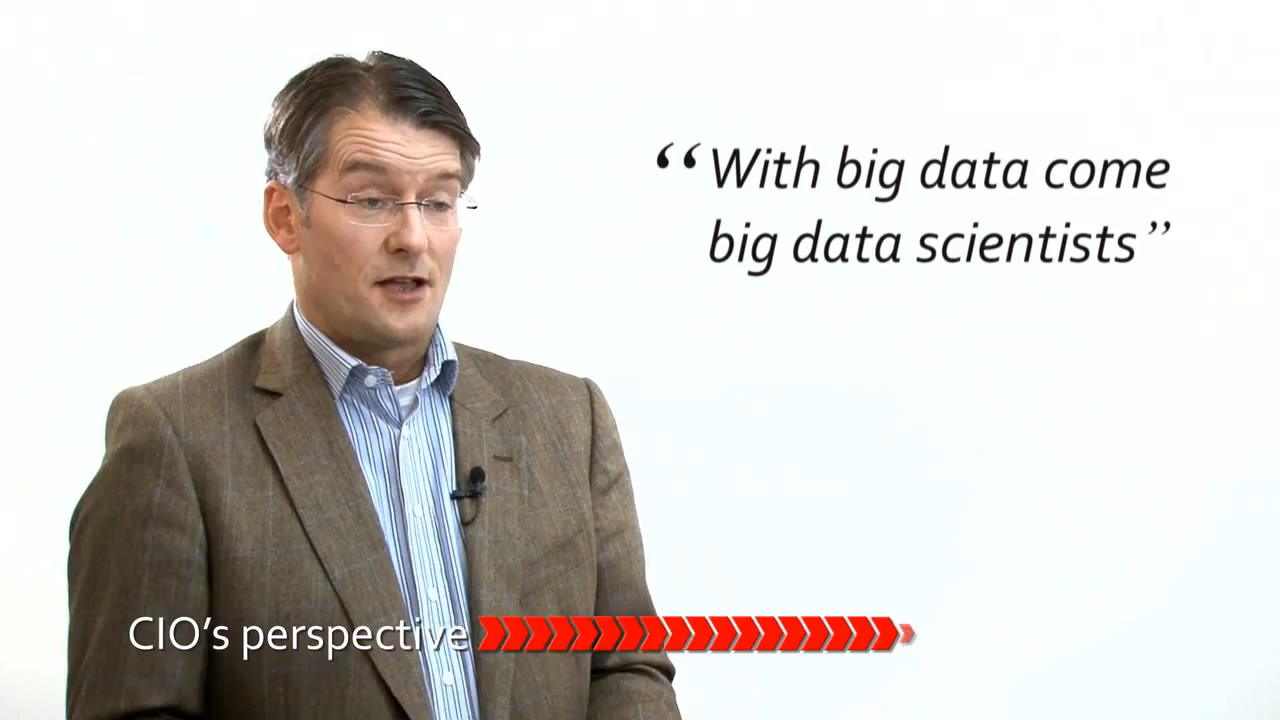 “With big data come
big data scientists”
CIO’s perspective